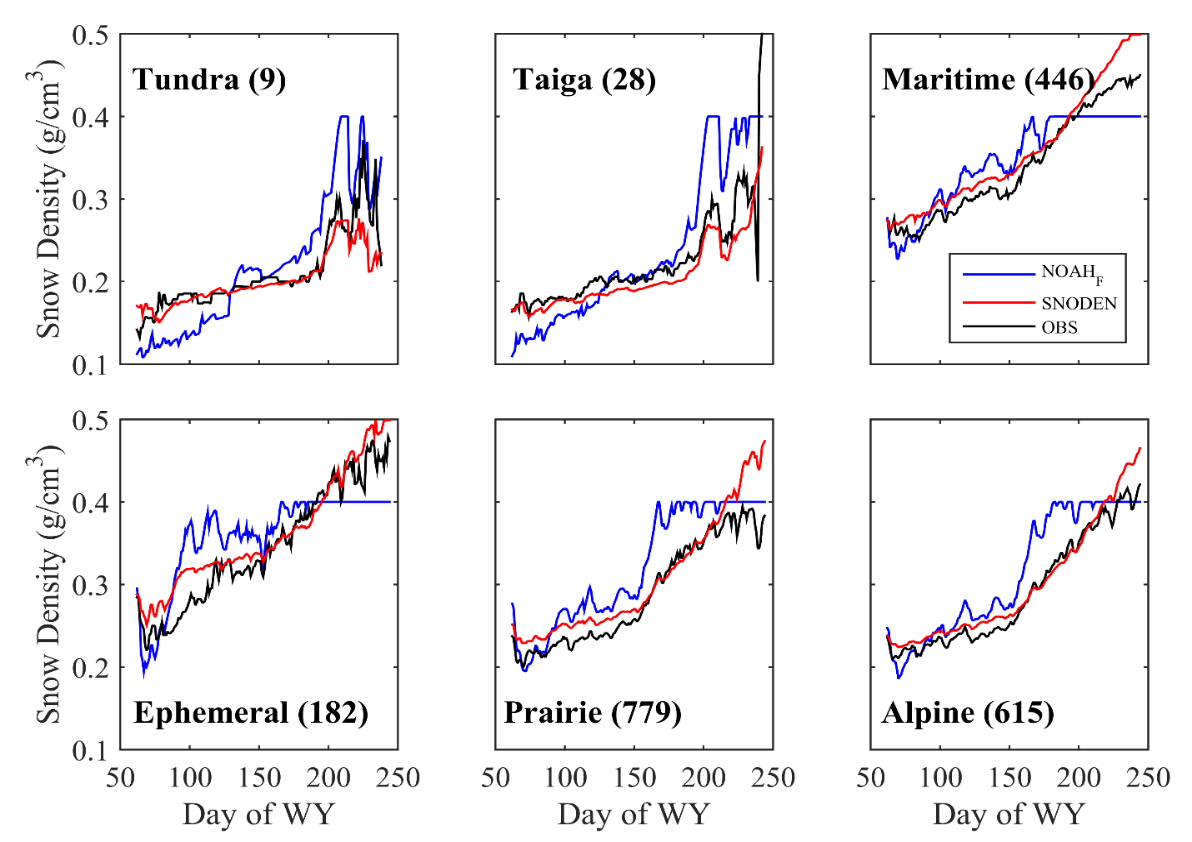 0.5
0.4
0.3
0.2
0.1
Snow Density (g/cm³)
Tundra (9)
Taiga (28)
Maritime (446)
NOAH_F
SNODEN
OBS
0.5
0.4
0.3
0.2
0.1
Snow Density (g/cm³)
Ephemeral (182)
Prairie (779)
Alpine (615)
50 100 150 200 250
50 100 150 200 250
50 100 150 200 250
Day of WY
Day of WY
Day of WY